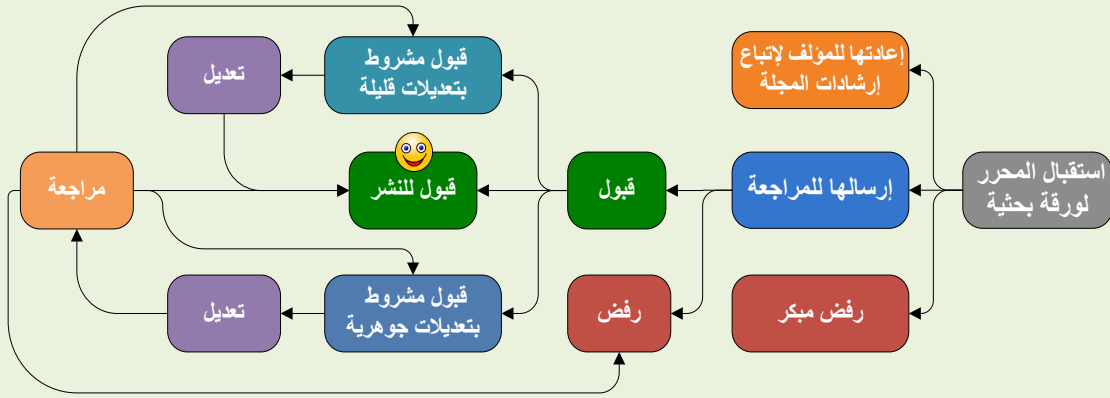 استقبال المحرر
لورقة بحثية
إعادتها للمؤلف لإتباع
إرشادات المجلة
إرسالها للمراجعة
رفض مبكر
قبول
رفض
قبول مشروط
بتعديلات قليلة
قبول للنشر
قبول مشروط
بتعديلات جوهرية
تعديل
تعديل
مراجعة